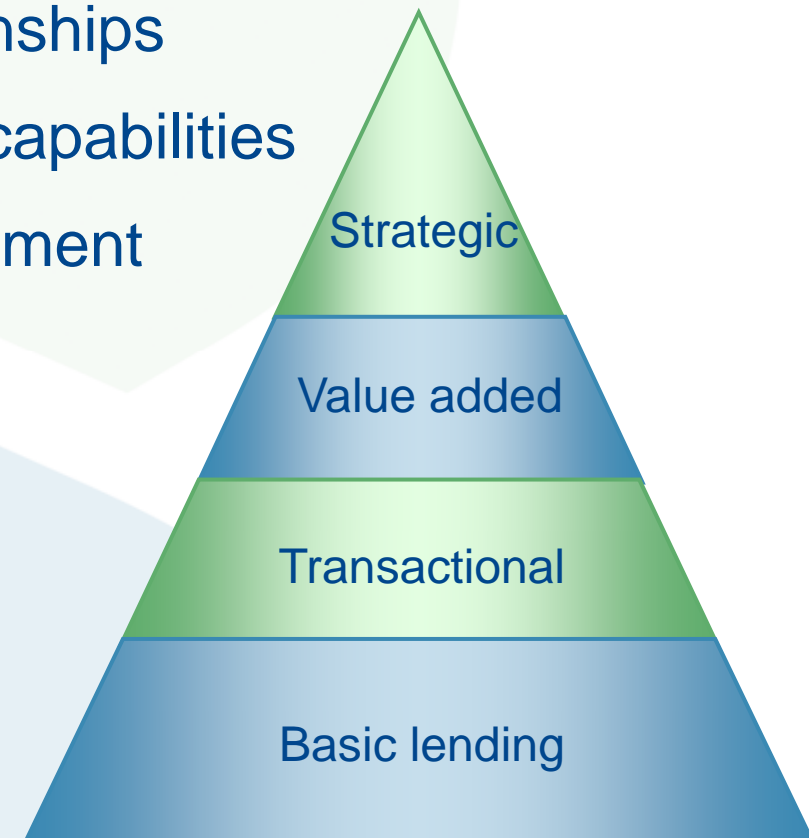 nships
capabilities
ment
Strategic
Value added
Transactional
Basic lending